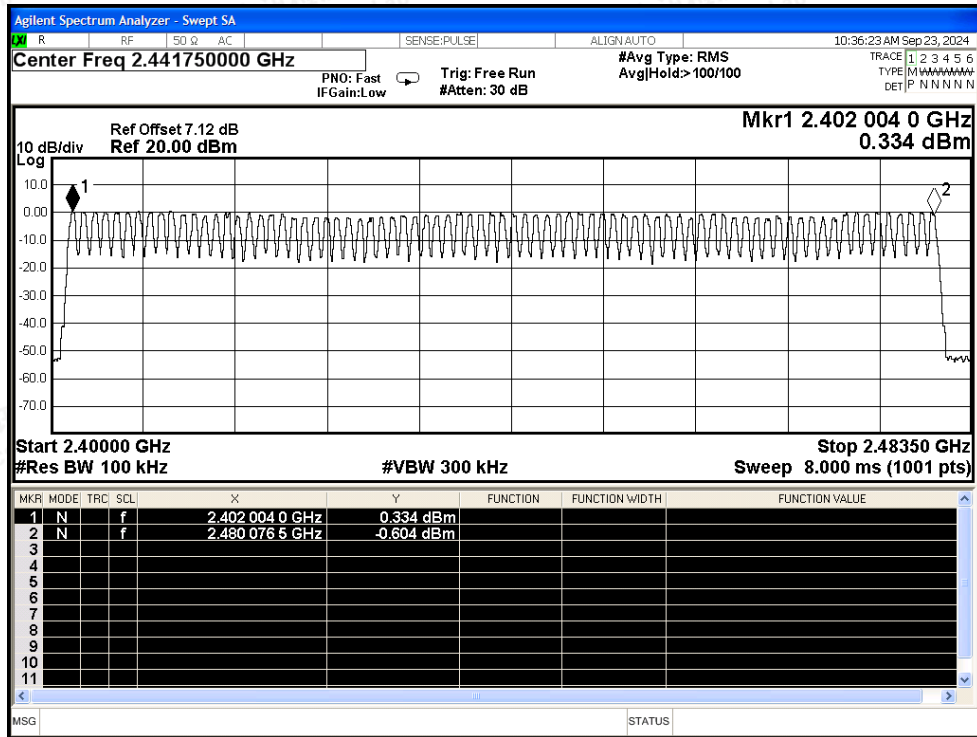 Agilent Spectrum Analyzer - Swept SA
LXI R RF 50 Ω AC SENSE:PULSE ALIGN AUTO 10:36:23 AM Sep 23, 2024
Center Freq 2.441750000 GHz
PNO: Fast
IFGain:Low
Trig: Free Run
#Atten: 30 dB
#Avg Type: RMS
Avg|Hold:>100/100
TRACE 1 2 3 4 5 6
TYPE M
DET P N N N N N
Ref Offset 7.12 dB
10 dB/div Ref 20.00 dBm
Log
Mkr1 2.402 004 0 GHz
0.334 dBm
10.0
0.00
-10.0
-20.0
-30.0
-40.0
-50.0
-60.0
-70.0
1
2
Start 2.40000 GHz Stop 2.48350 GHz
#Res BW 100 kHz #VBW 300 kHz Sweep 8.000 ms (1001 pts)
MKR MODE TRC SCL X Y FUNCTION FUNCTION WIDTH FUNCTION VALUE
1 N f 2.402 004 0 GHz 0.334 dBm
2 N f 2.480 076 5 GHz -0.604 dBm
3
4
5
6
7
8
9
10
11
MSG STATUS